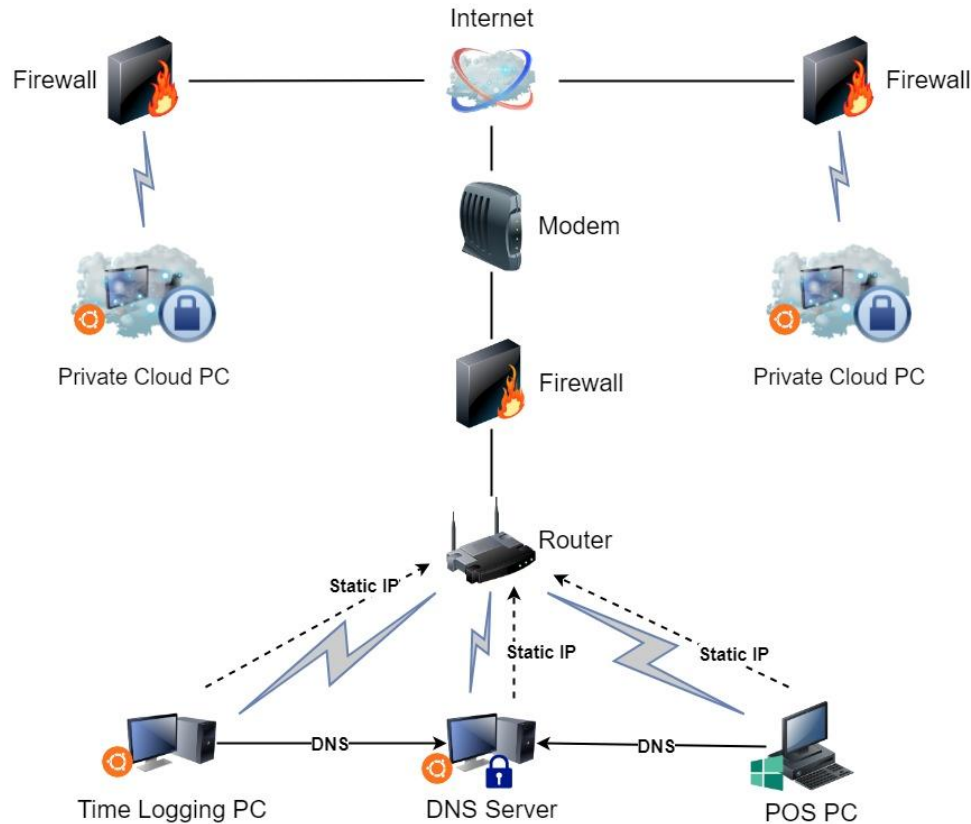 Internet
Firewall
Firewall
Modem
Private Cloud PC
Private Cloud PC
Firewall
Router
Static IP
Static IP
Static IP
DNS
DNS
Time Logging PC
DNS Server
POS PC